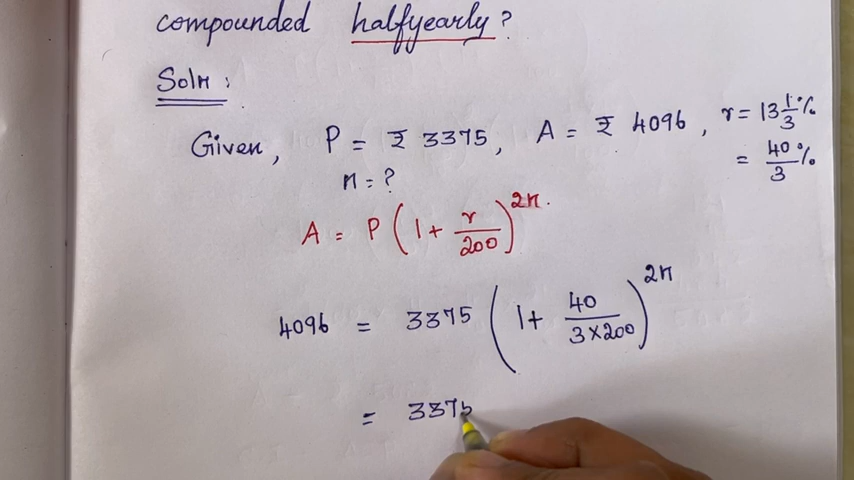 compounded halfyearly?
Soln :
Given, P = ₹ 3375, A = ₹ 4096, r = 13 1/3 %
n = ? = 40/3 %
A = P (1 + r/200)^2n.
4096 = 3375 (1 + 40/(3×200))^2n
= 3375